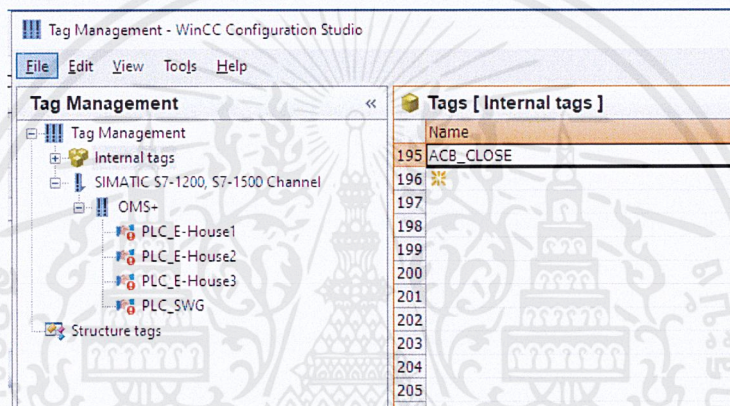 Tag Management - WinCC Configuration Studio
File Edit View Tools Help
Tag Management «
Tag Management
Internal tags
SIMATIC S7-1200, S7-1500 Channel
OMS+
PLC_E-House1
PLC_E-House2
PLC_E-House3
PLC_SWG
Structure tags
Tags [ Internal tags ]
Name
195 ACB_CLOSE
196
197
198
199
200
201
202
203
204
205